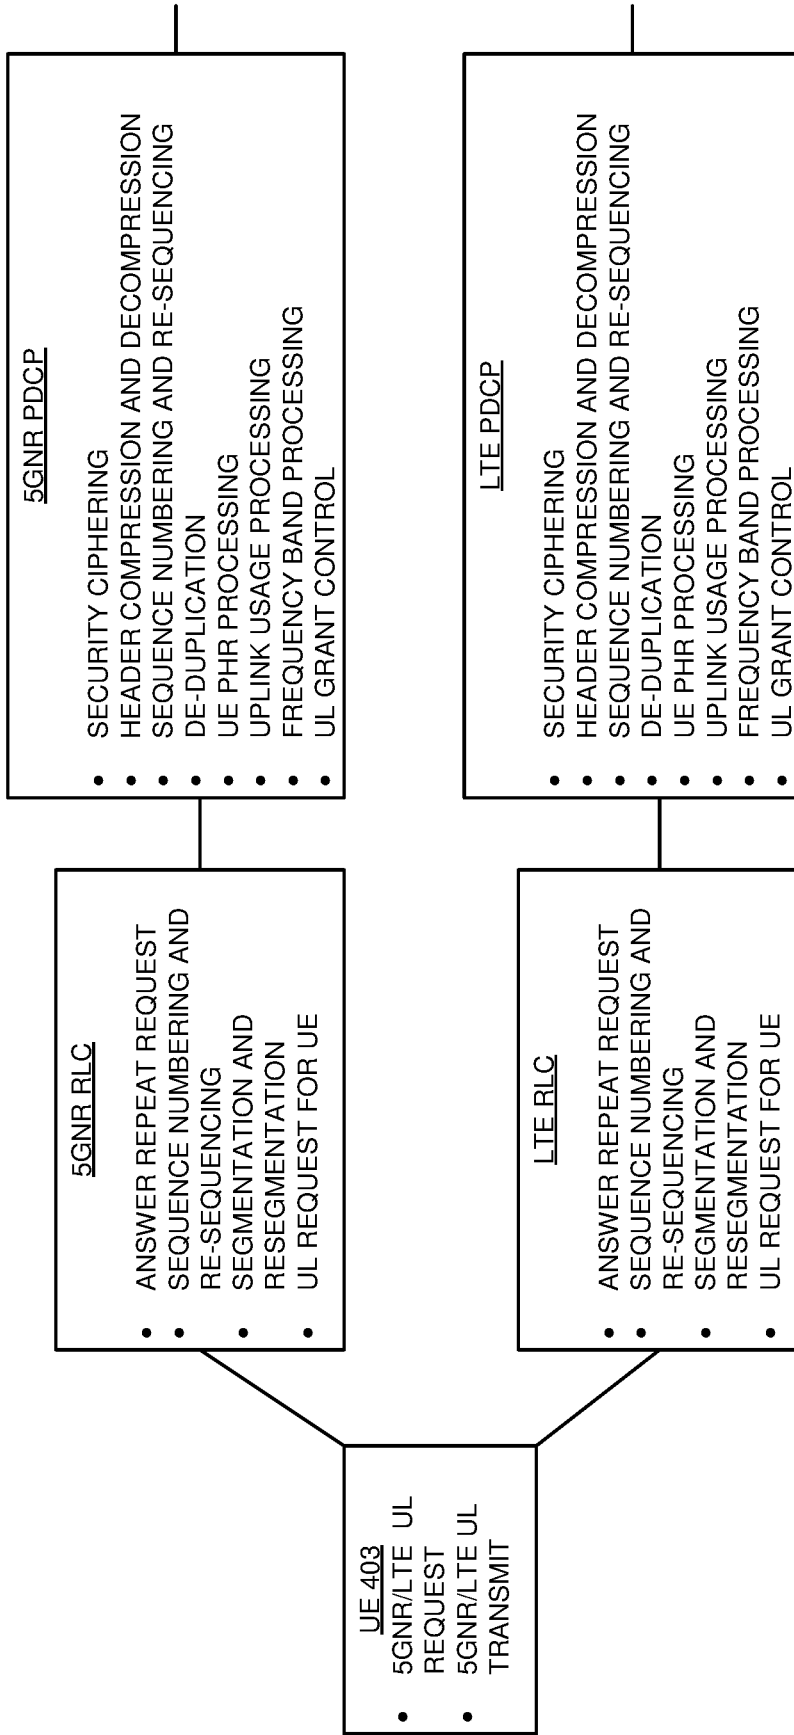 UE 403
• 5GNR/LTE UL
REQUEST
• 5GNR/LTE UL
TRANSMIT
5GNR RLC
• ANSWER REPEAT REQUEST
• SEQUENCE NUMBERING AND
RE-SEQUENCING
• SEGMENTATION AND
RESEGMENTATION
• UL REQUEST FOR UE
5GNR PDCP
• SECURITY CIPHERING
• HEADER COMPRESSION AND DECOMPRESSION
• SEQUENCE NUMBERING AND RE-SEQUENCING
• DE-DUPLICATION
• UE PHR PROCESSING
• UPLINK USAGE PROCESSING
• FREQUENCY BAND PROCESSING
• UL GRANT CONTROL
LTE RLC
• ANSWER REPEAT REQUEST
• SEQUENCE NUMBERING AND
RE-SEQUENCING
• SEGMENTATION AND
RESEGMENTATION
• UL REQUEST FOR UE
LTE PDCP
• SECURITY CIPHERING
• HEADER COMPRESSION AND DECOMPRESSION
• SEQUENCE NUMBERING AND RE-SEQUENCING
• DE-DUPLICATION
• UE PHR PROCESSING
• UPLINK USAGE PROCESSING
• FREQUENCY BAND PROCESSING
• UL GRANT CONTROL